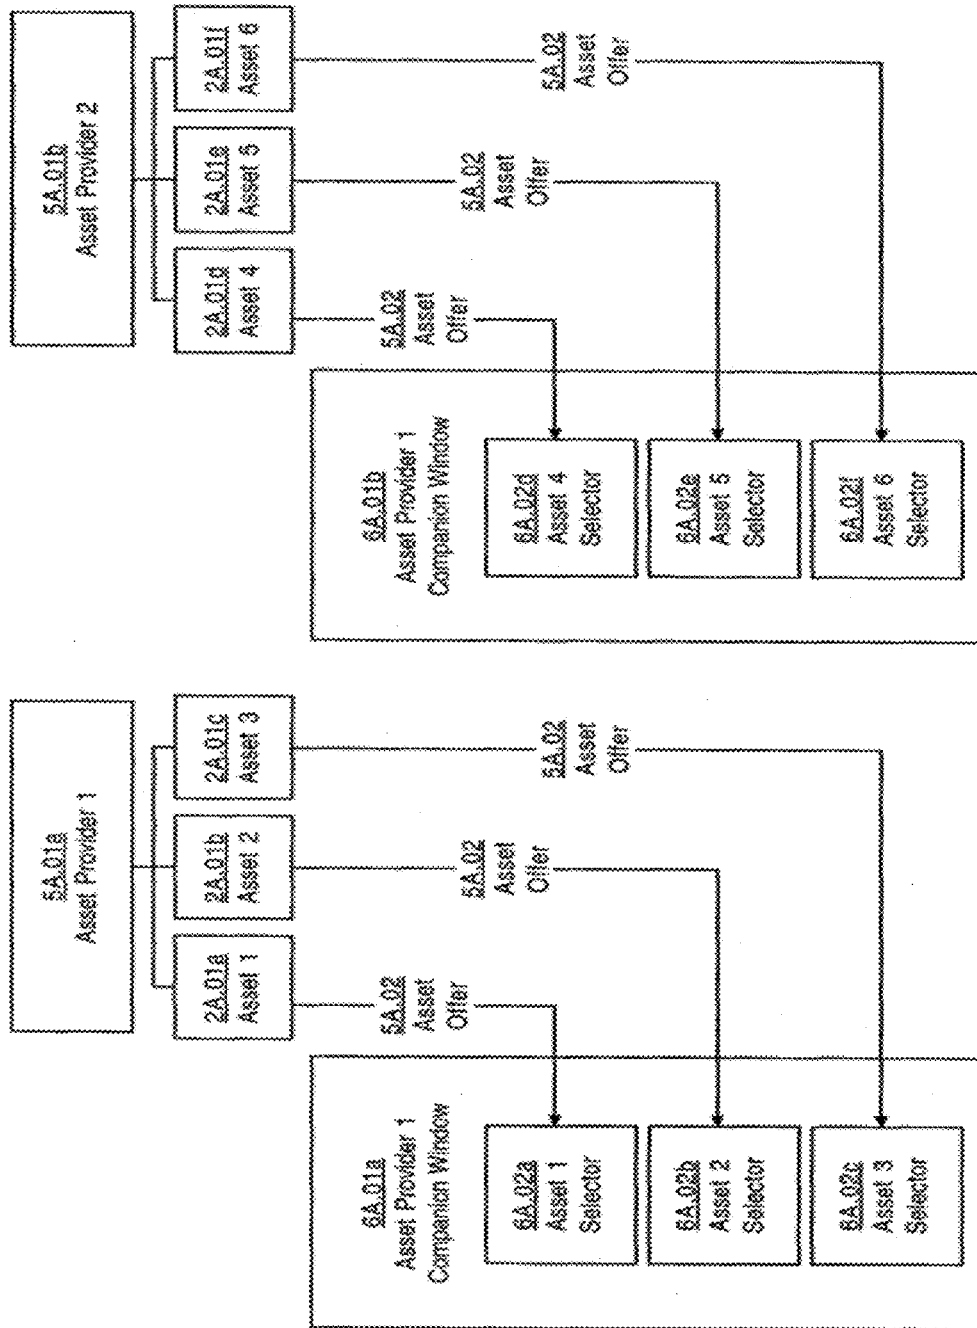 5A.01a
Asset Provider 1
2A.01a
Asset 1
2A.01b
Asset 2
2A.01c
Asset 3
5A.02
Asset
Offer
5A.02
Asset
Offer
5A.02
Asset
Offer
6A.01a
Asset Provider 1
Companion Window
6A.02a
Asset 1
Selector
6A.02b
Asset 2
Selector
6A.02c
Asset 3
Selector
5A.01b
Asset Provider 2
2A.01d
Asset 4
2A.01e
Asset 5
2A.01f
Asset 6
5A.02
Asset
Offer
5A.02
Asset
Offer
5A.02
Asset
Offer
6A.01b
Asset Provider 1
Companion Window
6A.02d
Asset 4
Selector
6A.02e
Asset 5
Selector
6A.02f
Asset 6
Selector